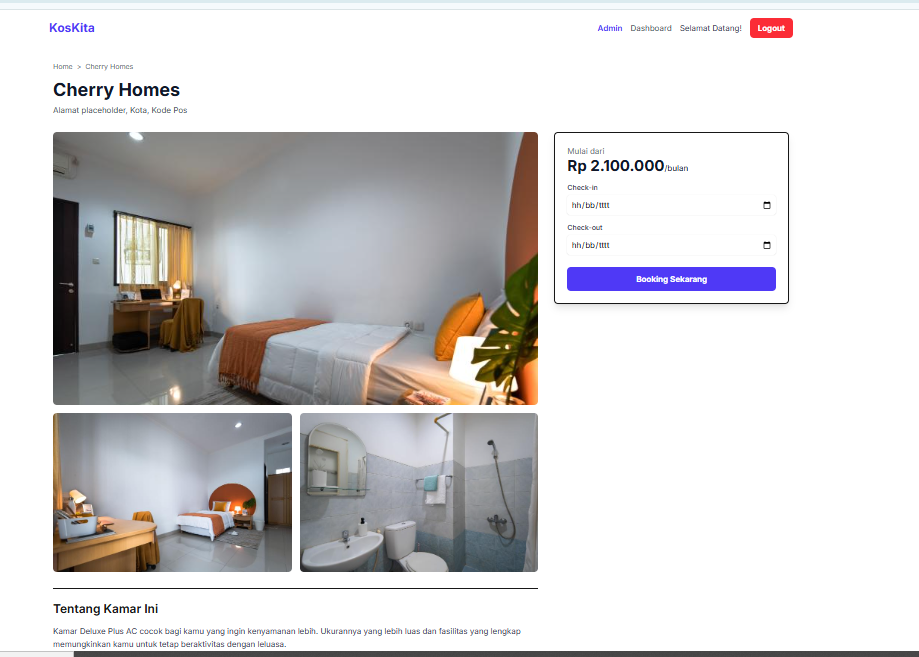 KosKita
Admin Dashboard Selamat Datang! Logout
Home > Cherry Homes
Cherry Homes
Alamat placeholder, Kota, Kode Pos
Mulai dari
Rp 2.100.000/bulan
Check-in
hh/bb/tttt
Check-out
hh/bb/tttt
Booking Sekarang
Tentang Kamar Ini
Kamar Deluxe Plus AC cocok bagi kamu yang ingin kenyamanan lebih. Ukurannya yang lebih luas dan fasilitas yang lengkap
memungkinkan kamu untuk tetap beraktivitas dengan leluasa.